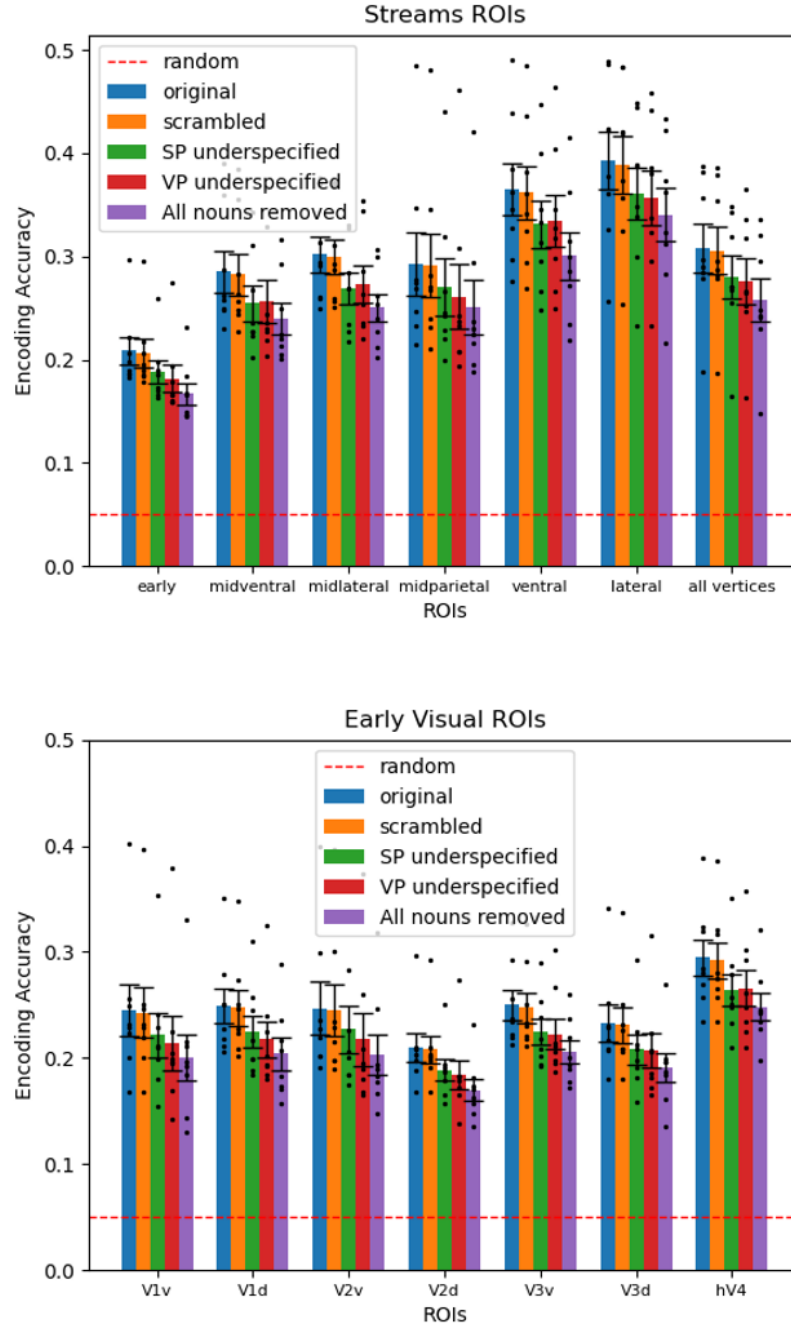 Streams ROIs
Encoding Accuracy
0.5
0.4
0.3
0.2
0.1
0.0
random
original
scrambled
SP underspecified
VP underspecified
All nouns removed
early midventral midlateral midparietal ventral lateral all vertices
ROIs
Early Visual ROIs
Encoding Accuracy
0.5
0.4
0.3
0.2
0.1
0.0
random
original
scrambled
SP underspecified
VP underspecified
All nouns removed
V1v V1d V2v V2d V3v V3d hV4
ROIs